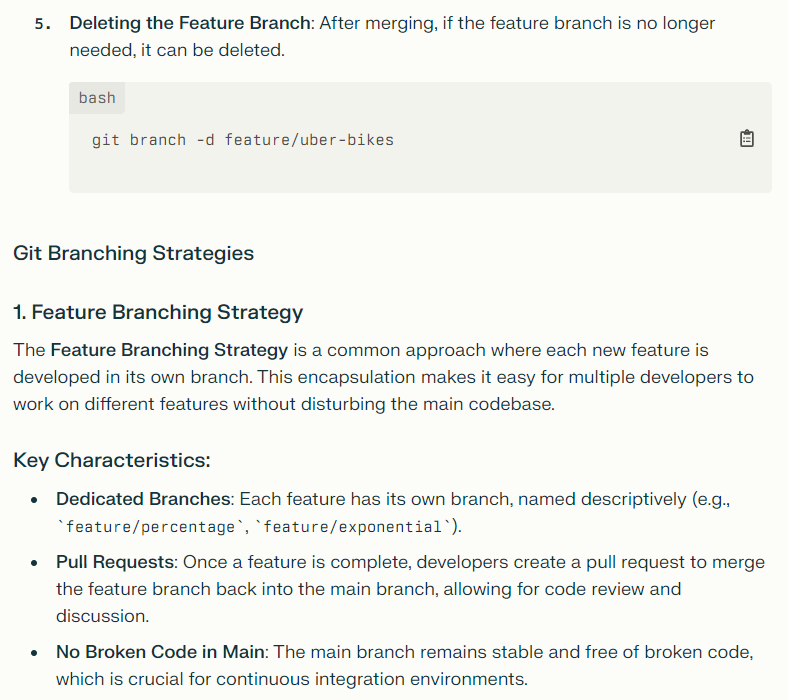 5. Deleting the Feature Branch: After merging, if the feature branch is no longer
needed, it can be deleted.
bash
git branch -d feature/uber-bikes
Git Branching Strategies
1. Feature Branching Strategy
The Feature Branching Strategy is a common approach where each new feature is
developed in its own branch. This encapsulation makes it easy for multiple developers to
work on different features without disturbing the main codebase.
Key Characteristics:
• Dedicated Branches: Each feature has its own branch, named descriptively (e.g.,
`feature/percentage`, `feature/exponential`).
• Pull Requests: Once a feature is complete, developers create a pull request to merge
the feature branch back into the main branch, allowing for code review and
discussion.
• No Broken Code in Main: The main branch remains stable and free of broken code,
which is crucial for continuous integration environments.